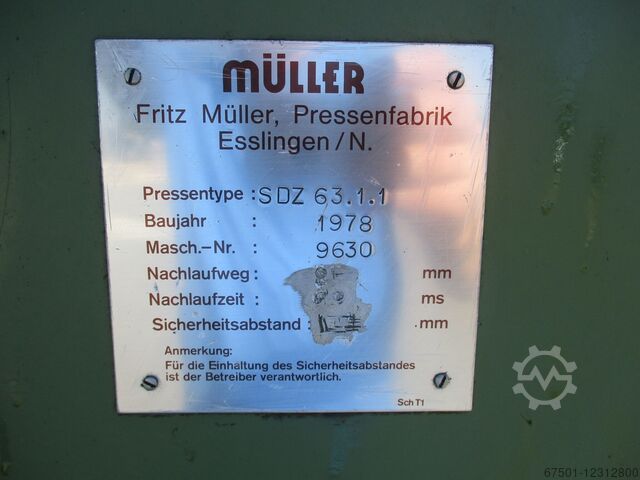 MÜLLER
Fritz Müller, Pressenfabrik
Esslingen/N.
Pressentype : SDZ 63.1.1
Baujahr : 1978
Masch.-Nr. : 9630
Nachlaufweg : mm
Nachlaufzeit : ms
Sicherheitsabstand : mm
Anmerkung:
Für die Einhaltung des Sicherheitsabstandes
ist der Betreiber verantwortlich.
Sch T1
67501-12312800